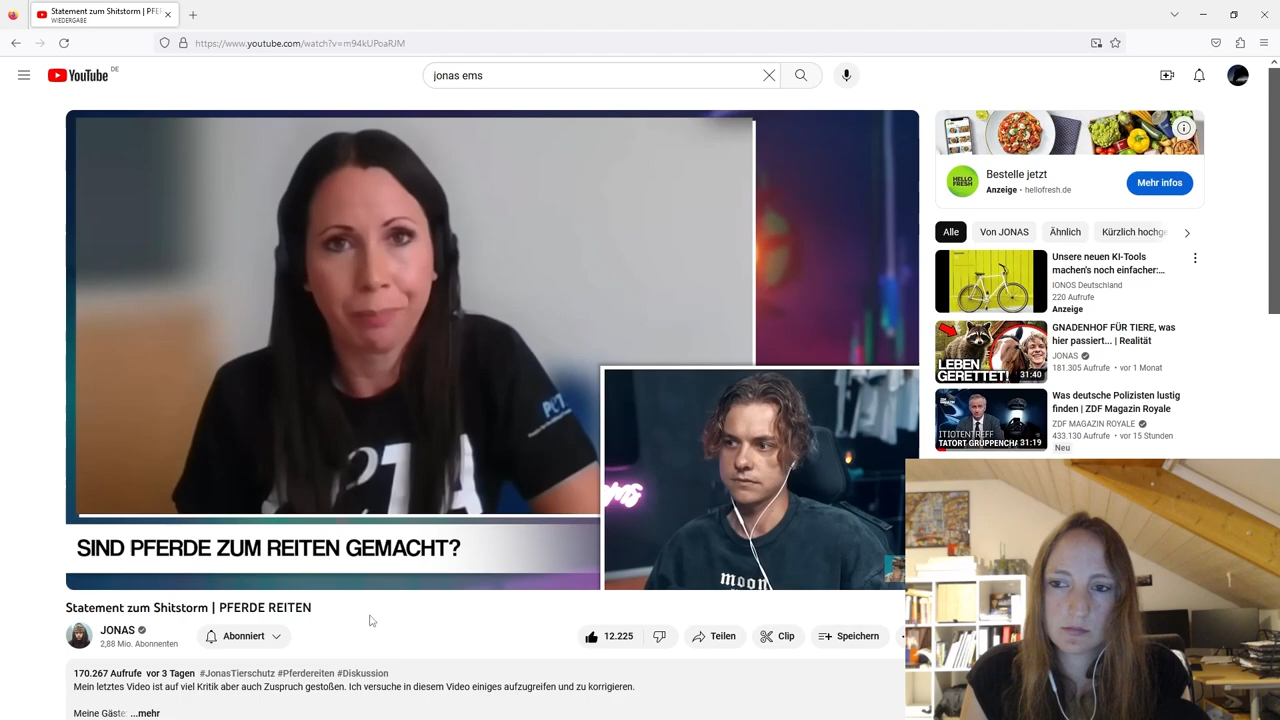 Statement zum Shitstorm | PFE
WIEDERGABE
https://www.youtube.com/watch?v=m94kUPoaRJM
YouTube DE
jonas ems
SIND PFERDE ZUM REITEN GEMACHT?
moon
Statement zum Shitstorm | PFERDE REITEN
JONAS
2,88 Mio. Abonnenten
Abonniert
12.225
Teilen
Clip
Speichern
170.267 Aufrufe vor 3 Tagen #JonasTierschutz #Pferdereiten #Diskussion
Mein letztes Video ist auf viel Kritik aber auch Zuspruch gestoßen. Ich versuche in diesem Video einiges aufzugreifen und zu korrigieren.
Meine Gäste: ...mehr
HELLO
FRESH
Bestelle jetzt
Anzeige • hellofresh.de
Mehr infos
Alle
Von JONAS
Ähnlich
Kürzlich hochge
Unsere neuen KI-Tools
machen's noch einfacher:...
IONOS Deutschland
220 Aufrufe
Anzeige
LEBEN
GERETTET!
31:40
GNADENHOF FÜR TIERE, was
hier passiert... | Realität
JONAS
181.305 Aufrufe • vor 1 Monat
TATORT GRUPPENCHA
31:19
Was deutsche Polizisten lustig
finden | ZDF Magazin Royale
ZDF MAGAZIN ROYALE
433.130 Aufrufe • vor 15 Stunden
Neu